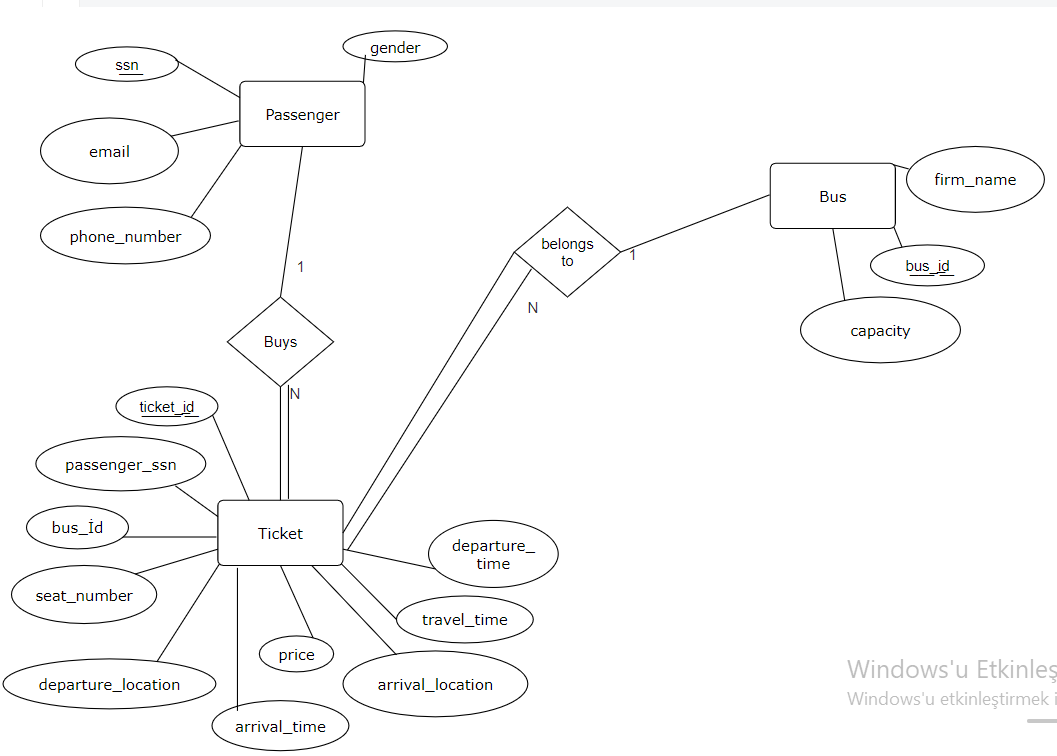 gender
ssn
Passenger
email
phone_number
firm_name
Bus
belongs
to
1
bus_id
1
N
capacity
Buys
N
ticket_id
passenger_ssn
bus_İd
Ticket
departure_
time
seat_number
travel_time
price
departure_location
arrival_location
arrival_time
Windows'u Etkinleş
Windows'u etkinleştirmek i